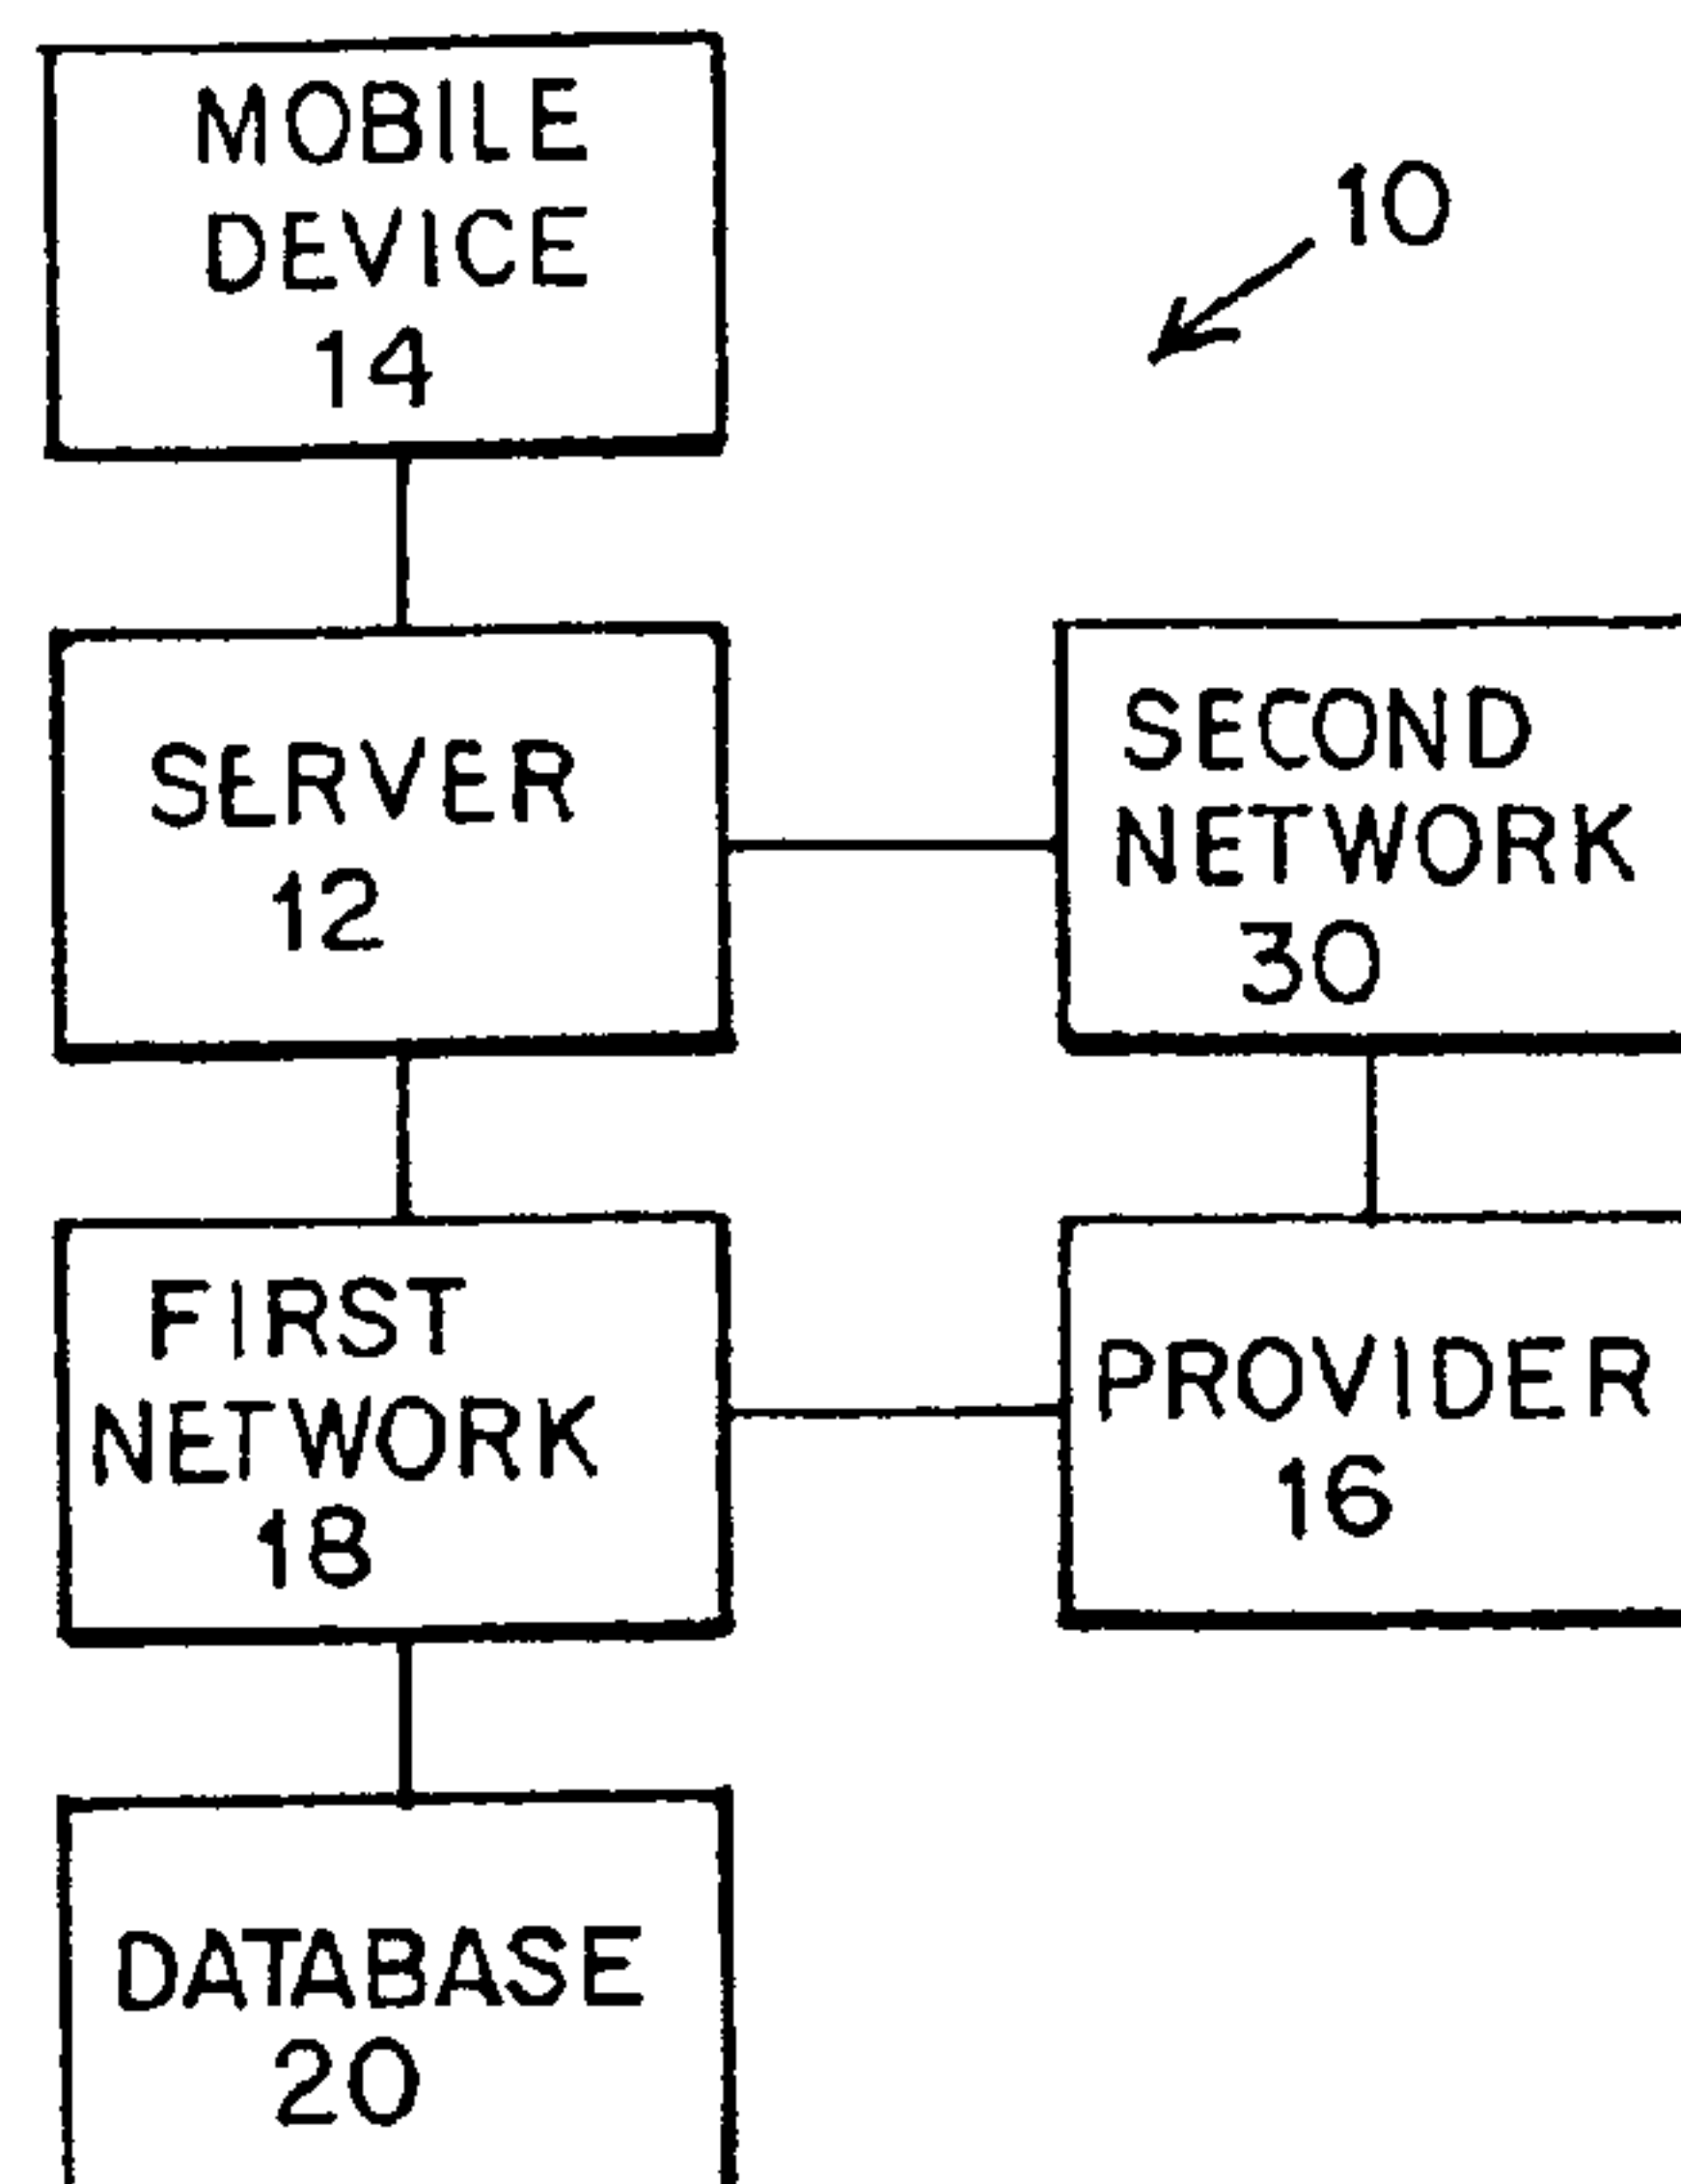 MOBILE
DEVICE
14
10
SERVER
12
SECOND
NETWORK
30
FIRST
NETWORK
18
PROVIDER
16
DATABASE
20